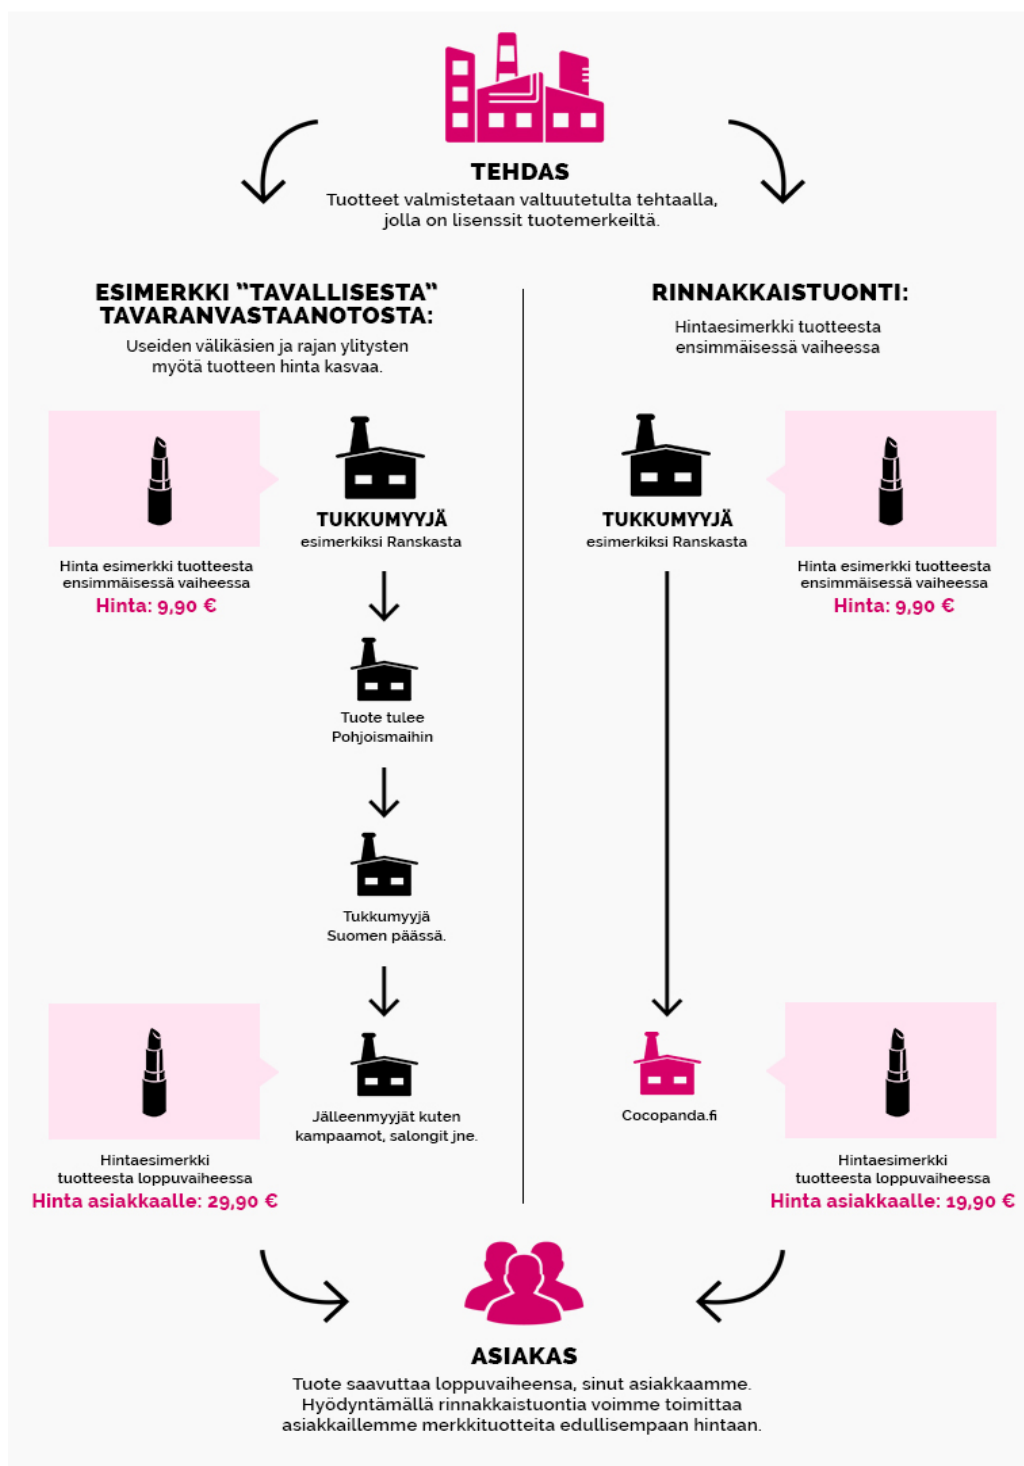 TEHDAS
Tuotteet valmistetaan valtuutetulta tehtaalla,
jolla on lisenssit tuotemerkeiltä.
ESIMERKKI "TAVALLISESTA"
TAVARANVASTAANOTOSTA:
Useiden välikäsien ja rajan ylitysten
myötä tuotteen hinta kasvaa.
TUKKUMYYJÄ
esimerkiksi Ranskasta
Hinta esimerkki tuotteesta
ensimmäisessä vaiheessa
Hinta: 9,90 €
Tuote tulee
Pohjoismaihin
Tukkumyyjä
Suomen päässä.
Jälleenmyyjät kuten
kampaamot, salongit jne.
Hintaesimerkki
tuotteesta loppuvaiheessa
Hinta asiakkaalle: 29,90 €
RINNAKKAISTUONTI:
Hintaesimerkki tuotteesta
ensimmäisessä vaiheessa
TUKKUMYYJÄ
esimerkiksi Ranskasta
Hinta esimerkki tuotteesta
ensimmäisessä vaiheessa
Hinta: 9,90 €
Cocopanda.fi
Hintaesimerkki
tuotteesta loppuvaiheessa
Hinta asiakkaalle: 19,90 €
ASIAKAS
Tuote saavuttaa loppuvaiheensa, sinut asiakkaamme.
Hyödyntämällä rinnakkaistuontia voimme toimittaa
asiakkaillemme merkkituotteita edullisempaan hintaan.